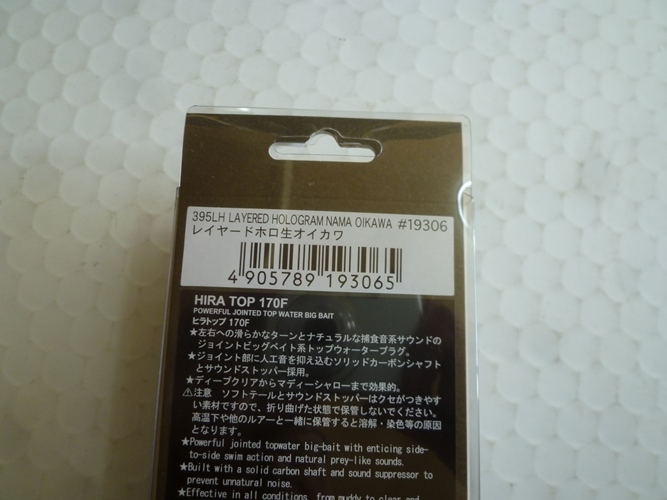 395LH LAYERED HOLOGRAM NAMA OIKAWA #19306
レイヤードホロ生オイカワ
4 905789 193065
HIRA TOP 170F
POWERFUL JOINTED TOP WATER BIG BAIT
ヒラトップ 170F
★左右への滑らかなターンとナチュラルな捕食音系サウンドの
ジョイントビッグベイト系トップウォータープラグ。
★ジョイント部に人工音を抑え込むソリッドカーボンシャフト
とサウンドストッパー採用。
★ディープクリアからマディーシャローまで効果的。
⚠注意 ソフトテールとサウンドストッパーはクセがつきやす
い素材ですので、折り曲げた状態で保管しないでください。
高温下や他のルアーと一緒に保管すると溶解・染色等の原因
となります。
★Powerful jointed topwater big-bait with enticing side-
to-side swim action and natural prey-like sounds.
★Built with a solid carbon shaft and sound suppressor to
prevent unnatural noise.
★Effective in all conditions, from muddy to clear and